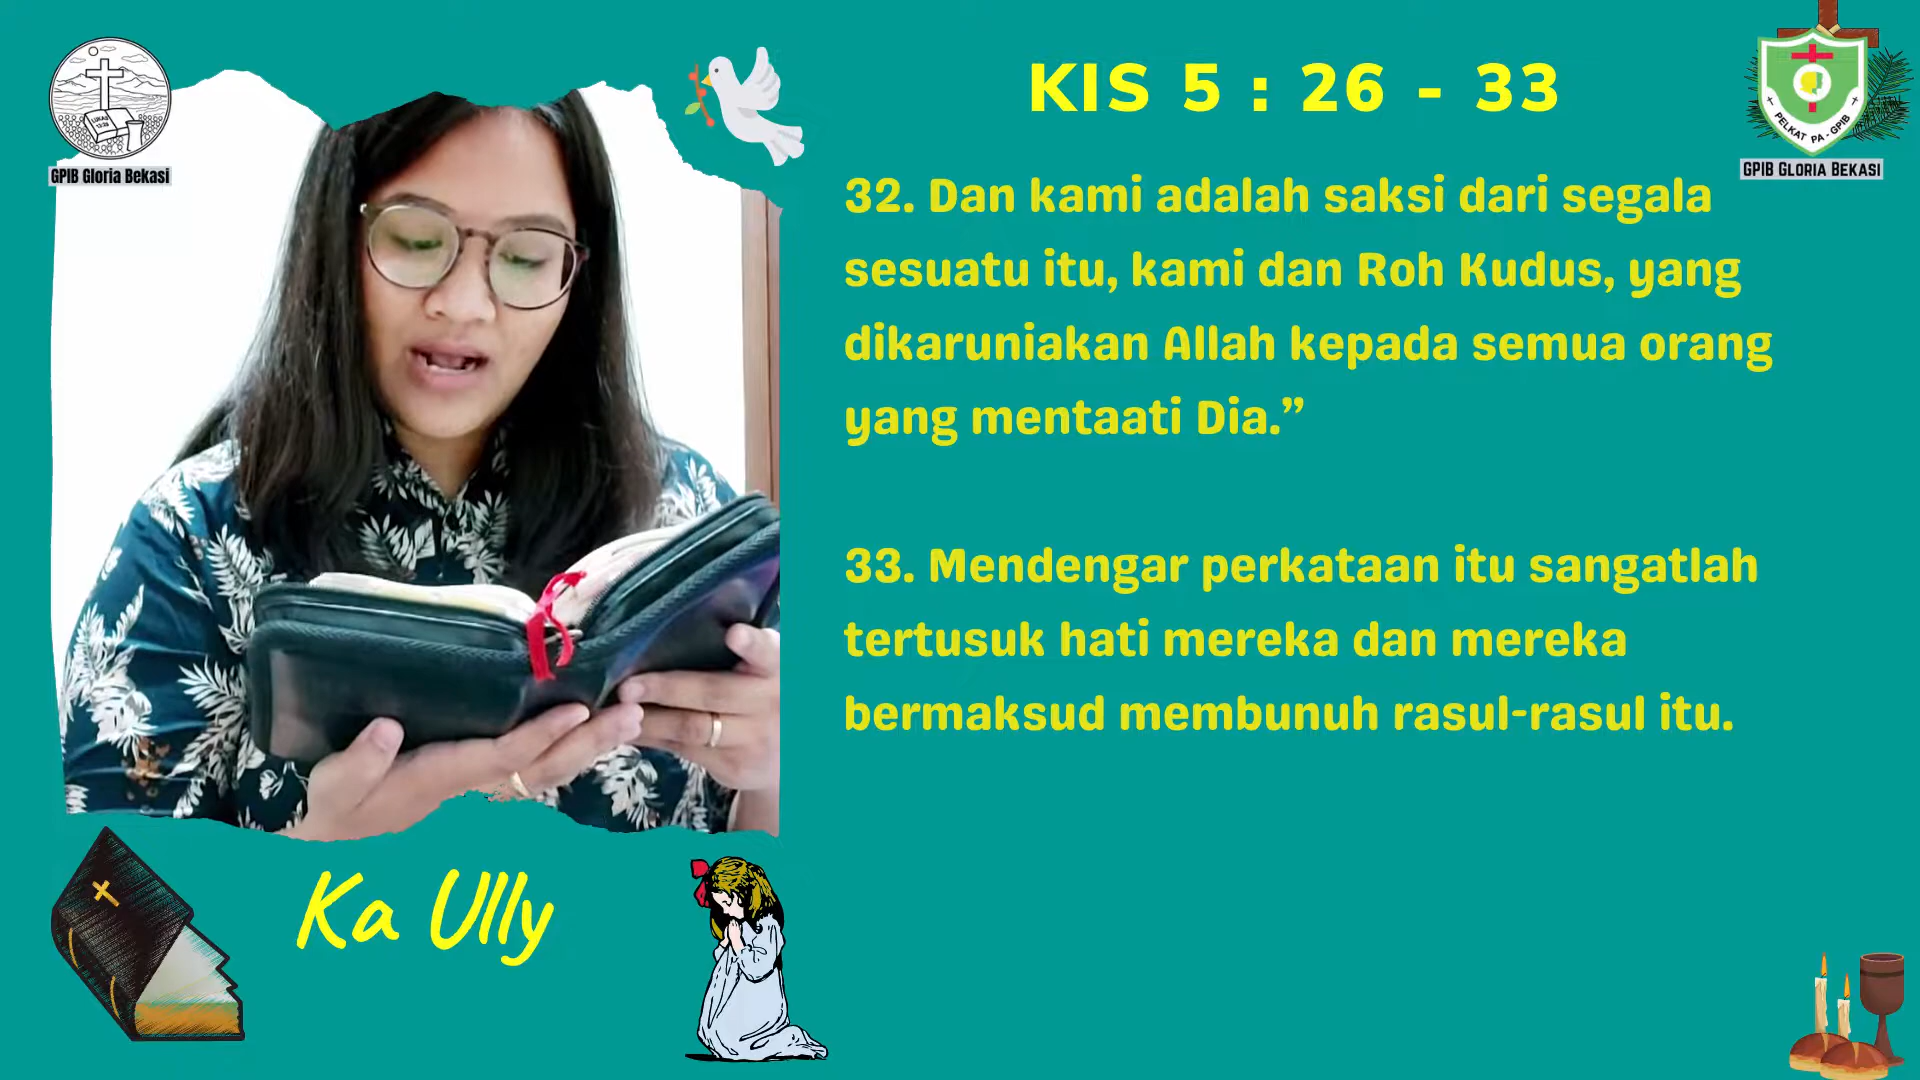 KIS 5 : 26 - 33
32. Dan kami adalah saksi dari segala
sesuatu itu, kami dan Roh Kudus, yang
dikaruniakan Allah kepada semua orang
yang mentaati Dia.”
33. Mendengar perkataan itu sangatlah
tertusuk hati mereka dan mereka
bermaksud membunuh rasul-rasul itu.
Ka Ully
GPIB Gloria Bekasi
PELKAT PA - GPIB
GPIB GLORIA BEKASI